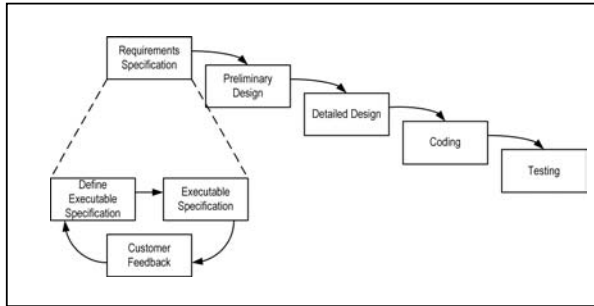 Requirements
Specification
Preliminary
Design
Detailed Design
Coding
Testing
Define
Executable
Specification
Executable
Specification
Customer
Feedback